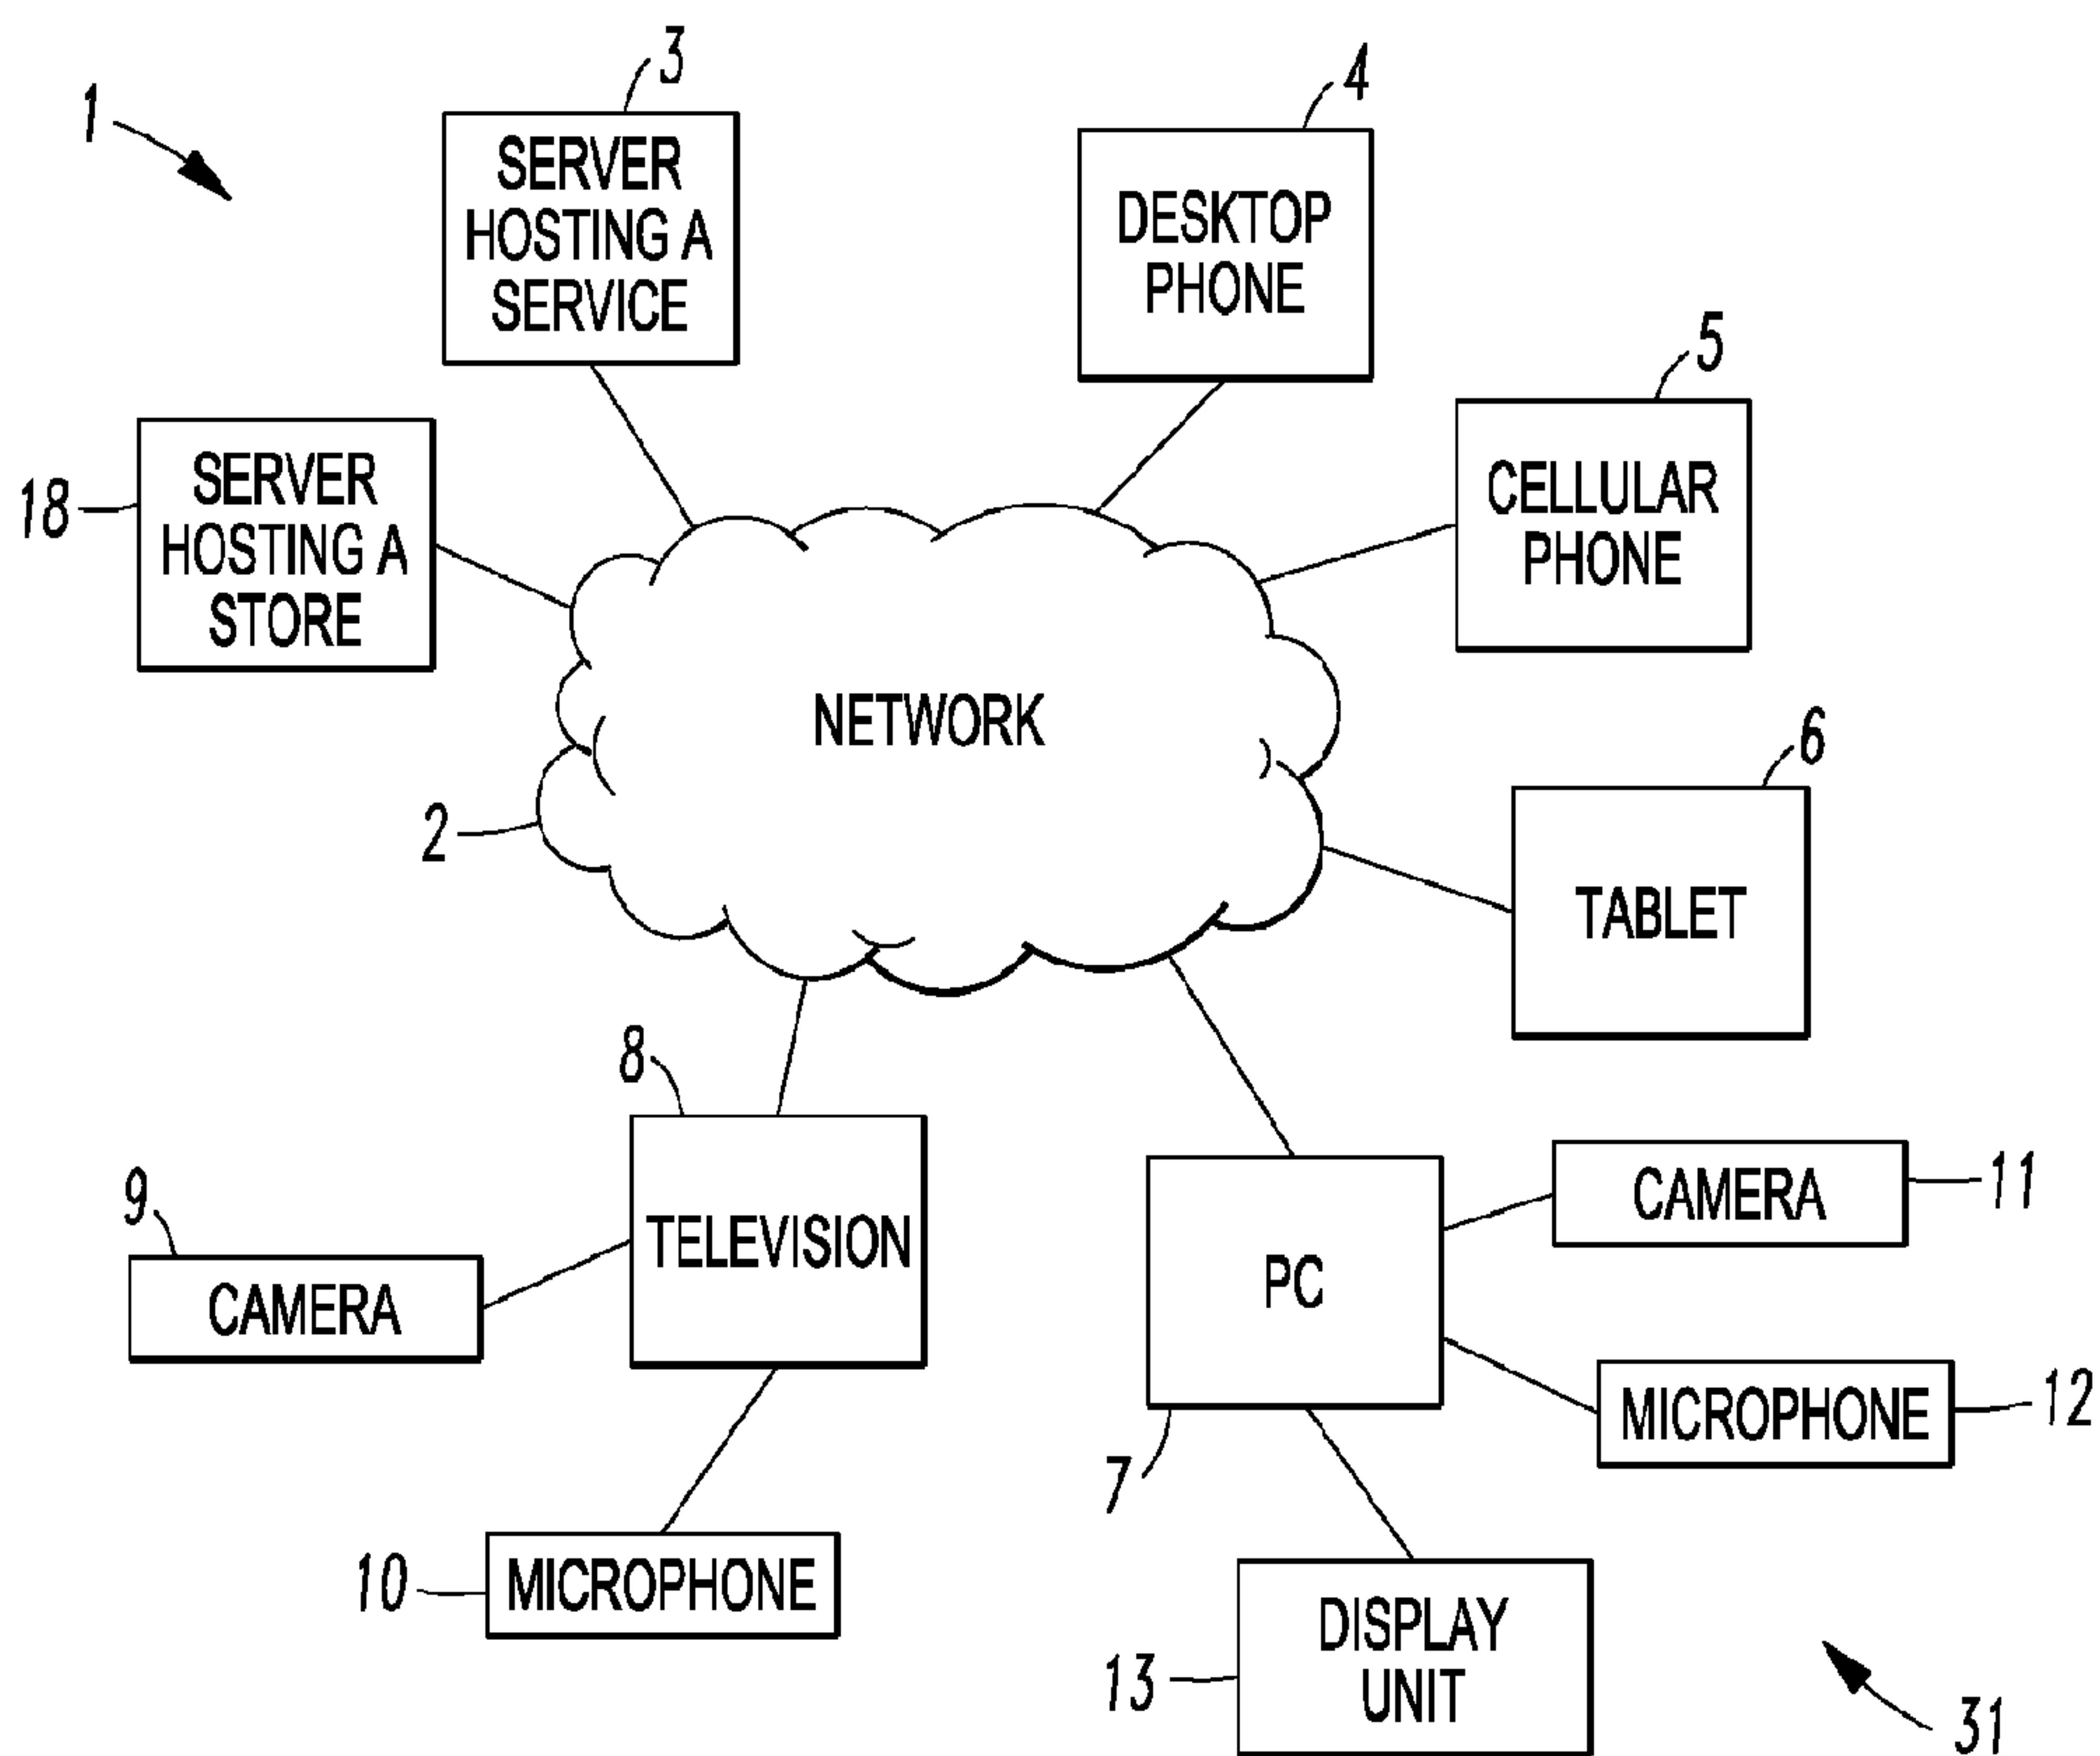 3
4
1
SERVER
HOSTING A
SERVICE
DESKTOP
PHONE
5
18
SERVER
HOSTING A
STORE
CELLULAR
PHONE
NETWORK
6
2
TABLET
8
TELEVISION
9
CAMERA
PC
CAMERA
11
MICROPHONE
12
7
10
MICROPHONE
13
DISPLAY
UNIT
31